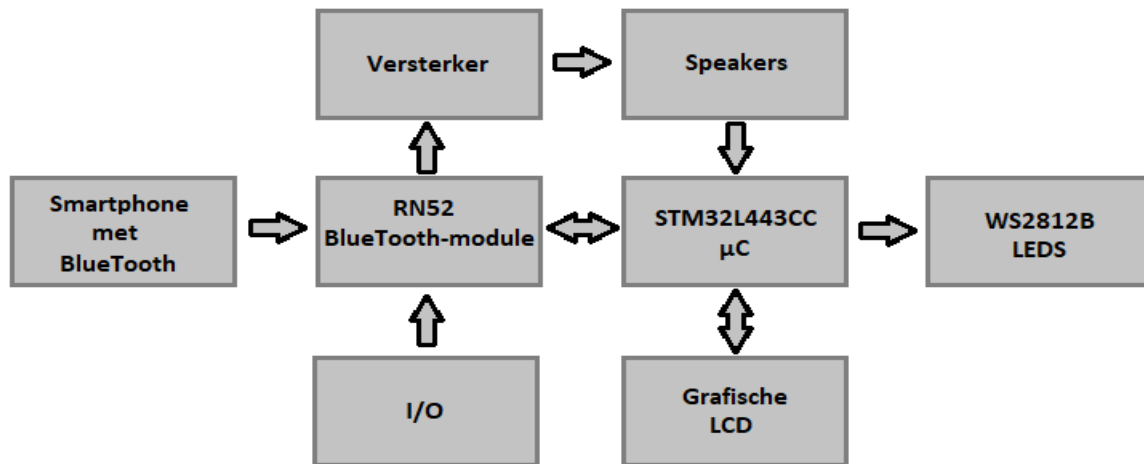 Versterker
Speakers
Smartphone
met
BlueTooth
RN52
BlueTooth-module
STM32L443CC
µC
WS2812B
LEDS
I/O
Grafische
LCD